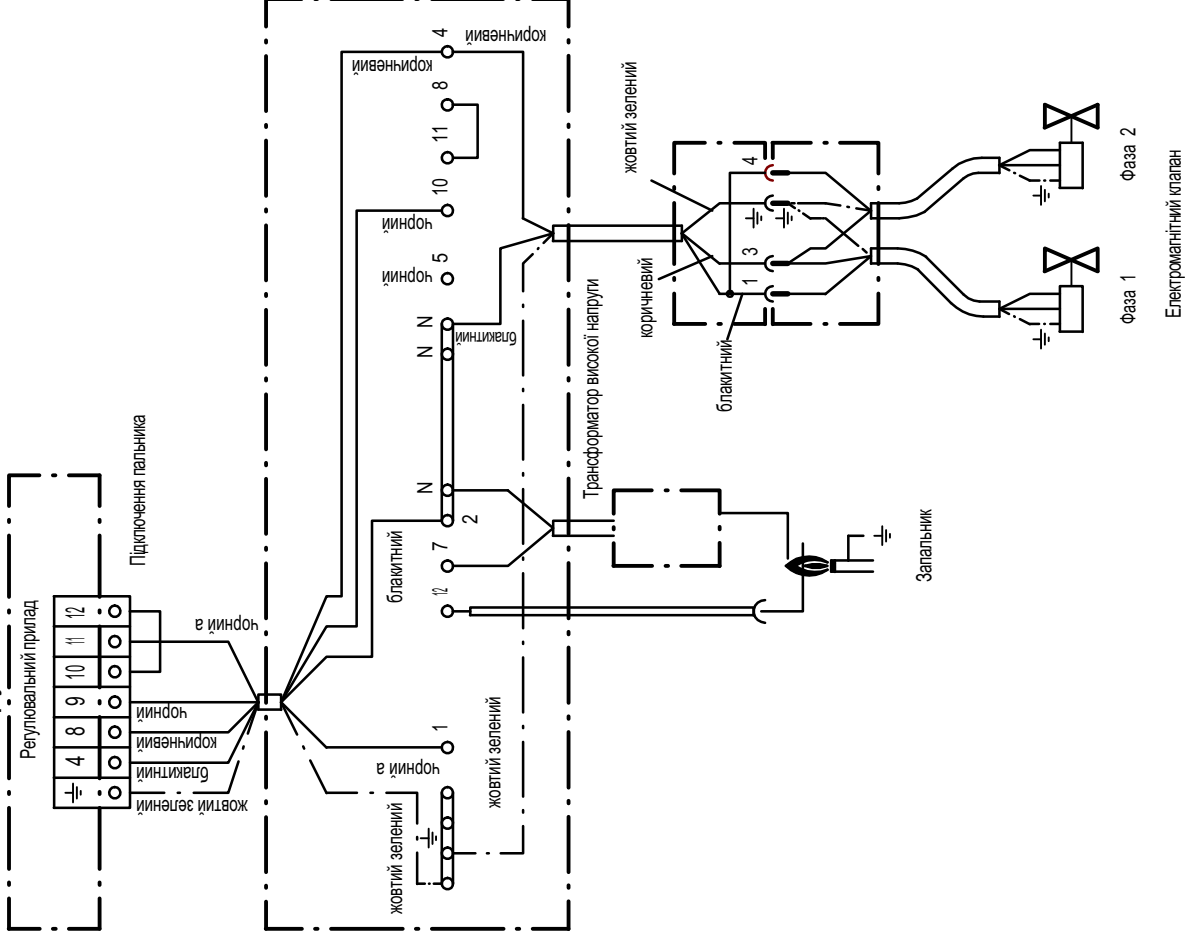 Регулювальний прилад
4
8
9
10
11
12
Підключення пальника
жовтий зелений
блакитний
коричневий
чорний
чорний а
жовтий зелений
чорний а
1
жовтий зелений
12
7
2
блакитний
N
N
N
блакитний
5
чорний
10
чорний
11
8
4
коричневий
коричневий
Трансформатор високої напруги
Запальник
жовтий зелений
коричневий
блакитний
1
3
4
Фаза 1
Фаза 2
Електромагнітний клапан